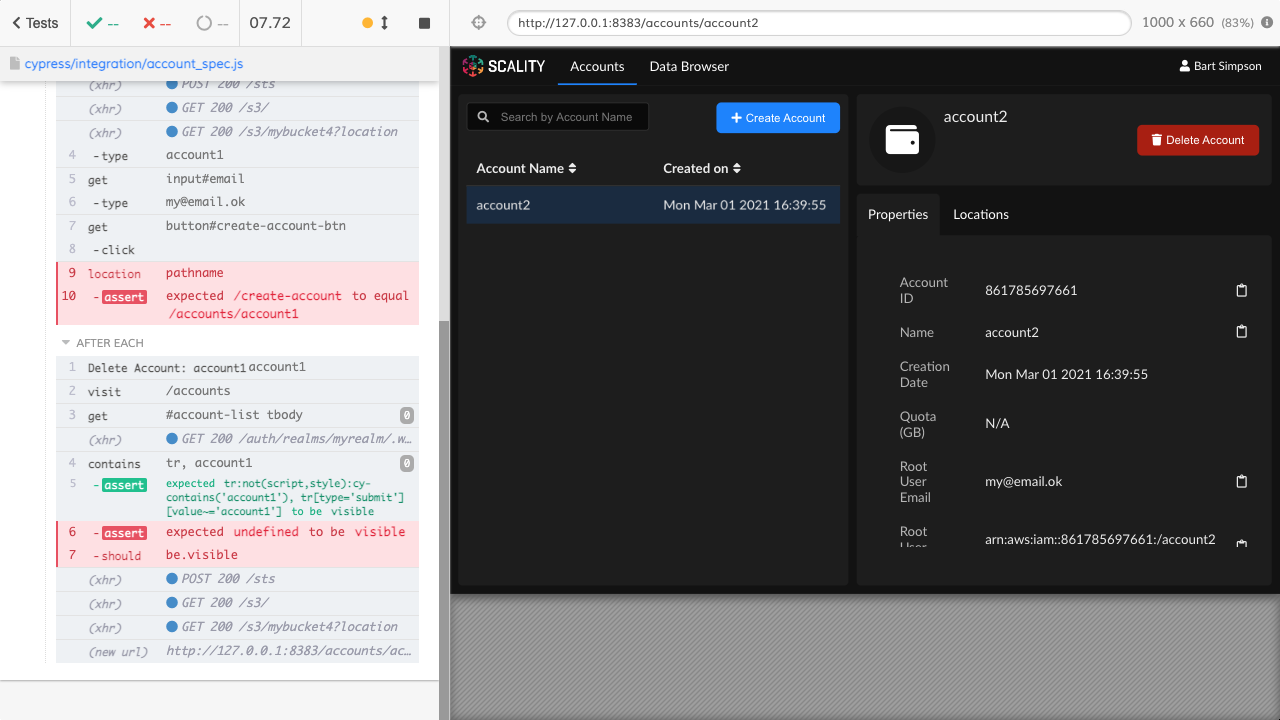 Tests
--
--
--
07.72
http://127.0.0.1:8383/accounts/account2
1000 x 660 (83%)
cypress/integration/account_spec.js
(xhr) POST 200 /sts
(xhr) GET 200 /s3/
(xhr) GET 200 /s3/mybucket4?location
4 -type account1
5 get input#email
6 -type my@email.ok
7 get button#create-account-btn
8 -click
9 location pathname
10 -assert expected /create-account to equal
/accounts/account1
AFTER EACH
1 Delete Account: account1 account1
2 visit /accounts
3 get #account-list tbody 0
(xhr) GET 200 /auth/realms/myrealm/.w…
4 contains tr, account1 0
5 -assert expected tr:not(script,style):cy-
contains('account1'), tr[type='submit']
[value~='account1'] to be visible
6 -assert expected undefined to be visible
7 -should be.visible
(xhr) POST 200 /sts
(xhr) GET 200 /s3/
(xhr) GET 200 /s3/mybucket4?location
(new url) http://127.0.0.1:8383/accounts/ac…
SCALITY
Accounts
Data Browser
Bart Simpson
Search by Account Name
Create Account
Account Name
Created on
account2
Mon Mar 01 2021 16:39:55
account2
Delete Account
Properties
Locations
Account
ID
861785697661
Name
account2
Creation
Date
Mon Mar 01 2021 16:39:55
Quota
(GB)
N/A
Root
User
Email
my@email.ok
Root
User
arn:aws:iam::861785697661:/account2